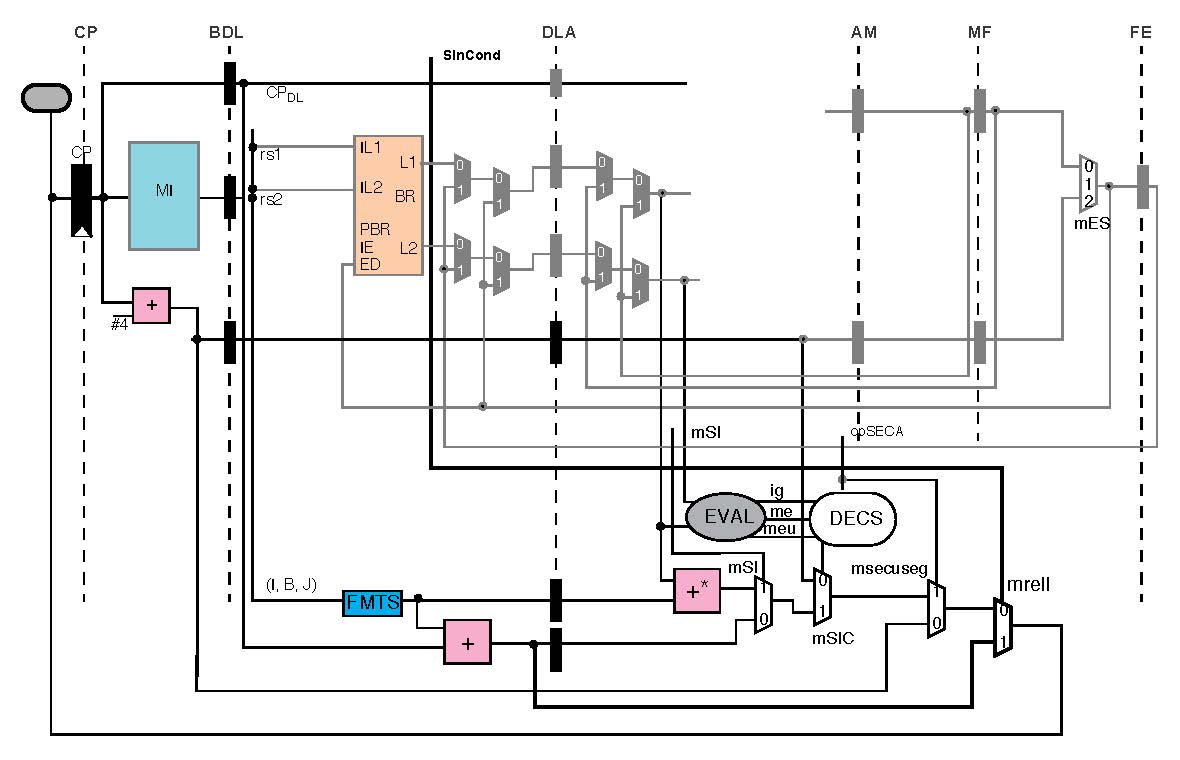 CP BDL DLA AM MF FE
SInCond
CP_DL
CP
MI
rs1
rs2
IL1
IL2
L1
BR
PBR
IE
ED
L2
0
1
0
1
0
1
0
1
0
1
0
1
0
1
0
1
0
1
2
mES
+
#4
mSI
opSECA
EVAL
ig
me
meu
DECS
mSI
msecuseg
mrell
(I, B, J)
FMTS
+*
1
0
0
1
mSIC
1
0
0
1
+